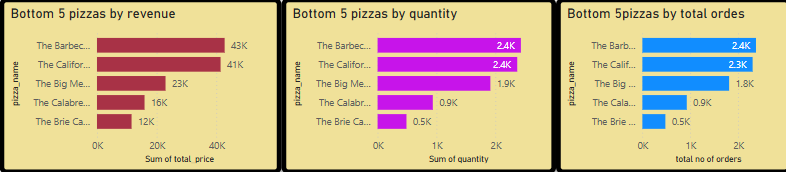 Bottom 5 pizzas by revenue
pizza_name
The Barbec... 43K
The Califor... 41K
The Big Me... 23K
The Calabre... 16K
The Brie Ca... 12K
0K 20K 40K
Sum of total_price
Bottom 5 pizzas by quantity
pizza_name
The Barbec... 2.4K
The Califor... 2.4K
The Big Me... 1.9K
The Calabr... 0.9K
The Brie Ca... 0.5K
0K 1K 2K
Sum of quantity
Bottom 5pizzas by total ordes
pizza_name
The Barb... 2.4K
The Calif... 2.3K
The Big ... 1.8K
The Cala... 0.9K
The Brie ... 0.5K
0K 1K 2K
total no of orders